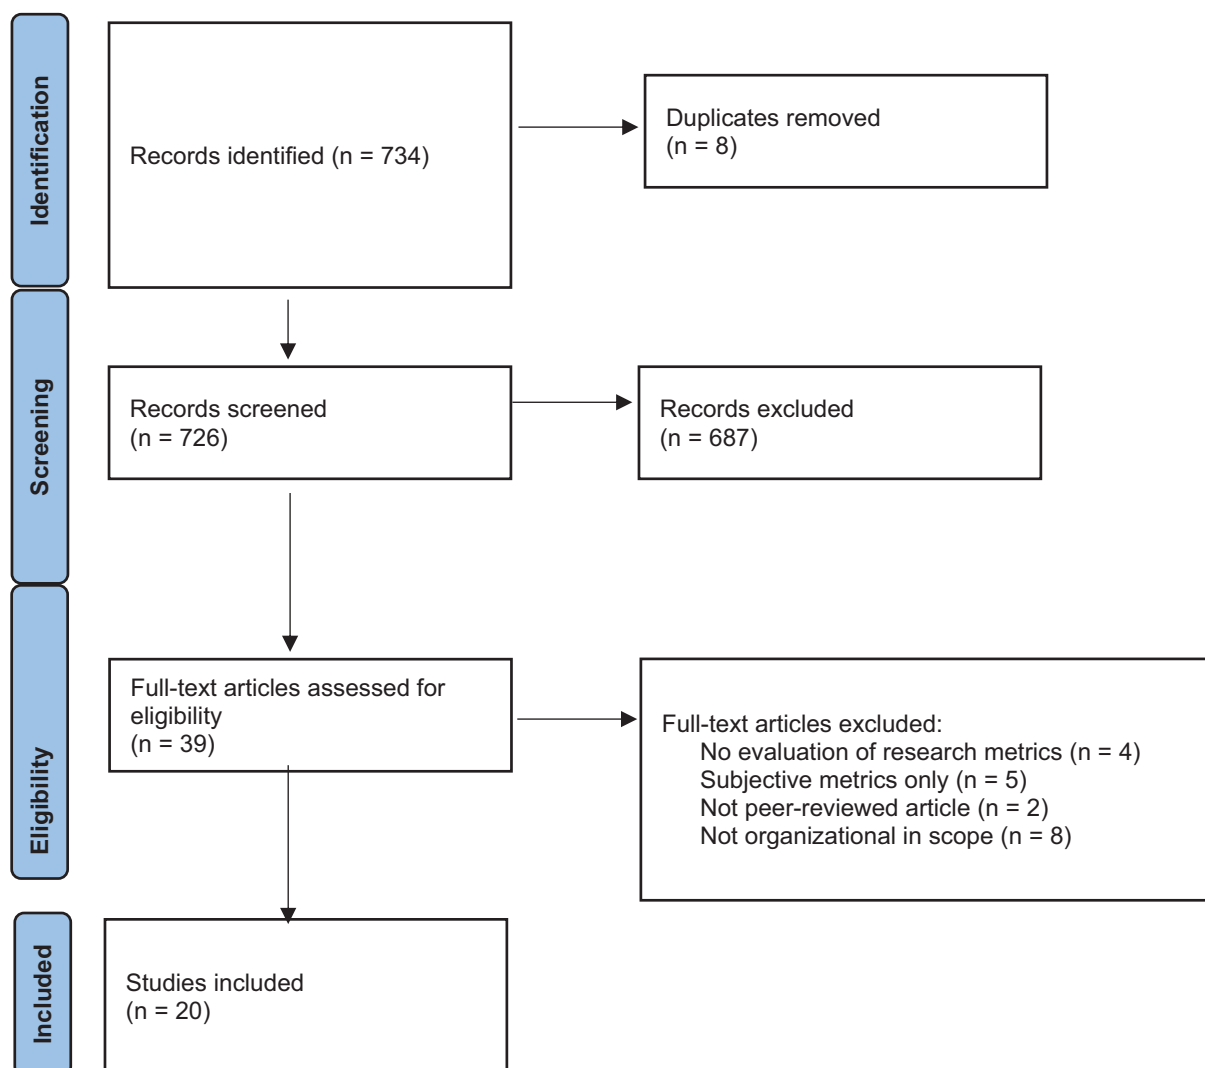 Identification
Records identified (n = 734)
Duplicates removed
(n = 8)
Screening
Records screened
(n = 726)
Records excluded
(n = 687)
Eligibility
Full-text articles assessed for
eligibility
(n = 39)
Full-text articles excluded:
No evaluation of research metrics (n = 4)
Subjective metrics only (n = 5)
Not peer-reviewed article (n = 2)
Not organizational in scope (n = 8)
Included
Studies included
(n = 20)